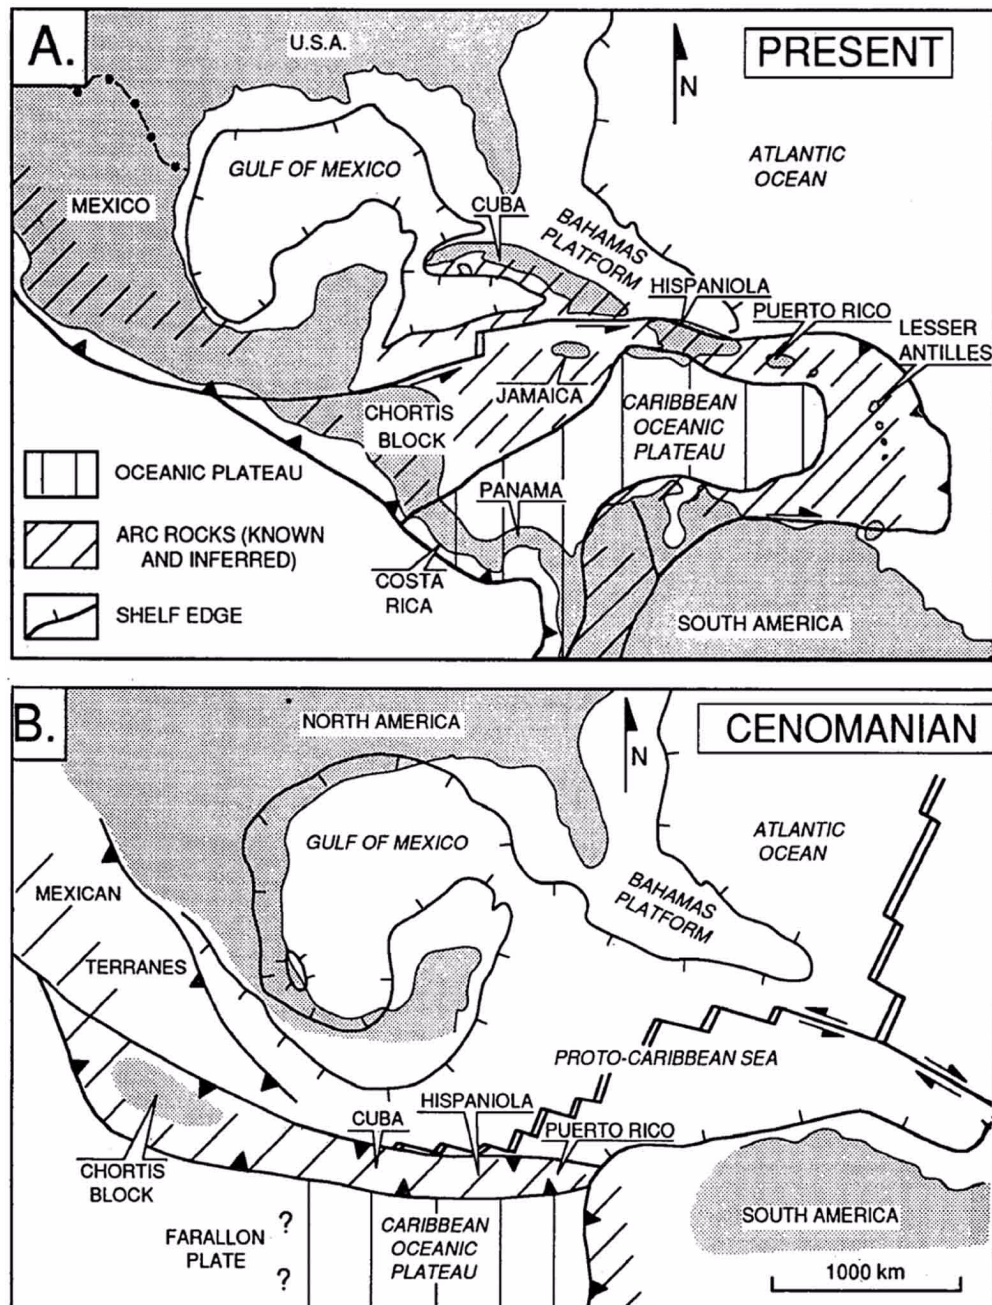 A.
U.S.A.
PRESENT
N
GULF OF MEXICO
ATLANTIC
OCEAN
MEXICO
CUBA
BAHAMAS
PLATFORM
HISPANIOLA
PUERTO RICO
LESSER
ANTILLES
JAMAICA
CHORTIS
BLOCK
CARIBBEAN
OCEANIC
PLATEAU
OCEANIC PLATEAU
PANAMA
ARC ROCKS (KNOWN
AND INFERRED)
COSTA
RICA
SHELF EDGE
SOUTH AMERICA
B.
NORTH AMERICA
CENOMANIAN
N
GULF OF MEXICO
ATLANTIC
OCEAN
BAHAMAS
PLATFORM
MEXICAN
TERRANES
PROTO-CARIBBEAN SEA
HISPANIOLA
CUBA
PUERTO RICO
CHORTIS
BLOCK
SOUTH AMERICA
FARALLON
PLATE
?
?
CARIBBEAN
OCEANIC
PLATEAU
1000 km